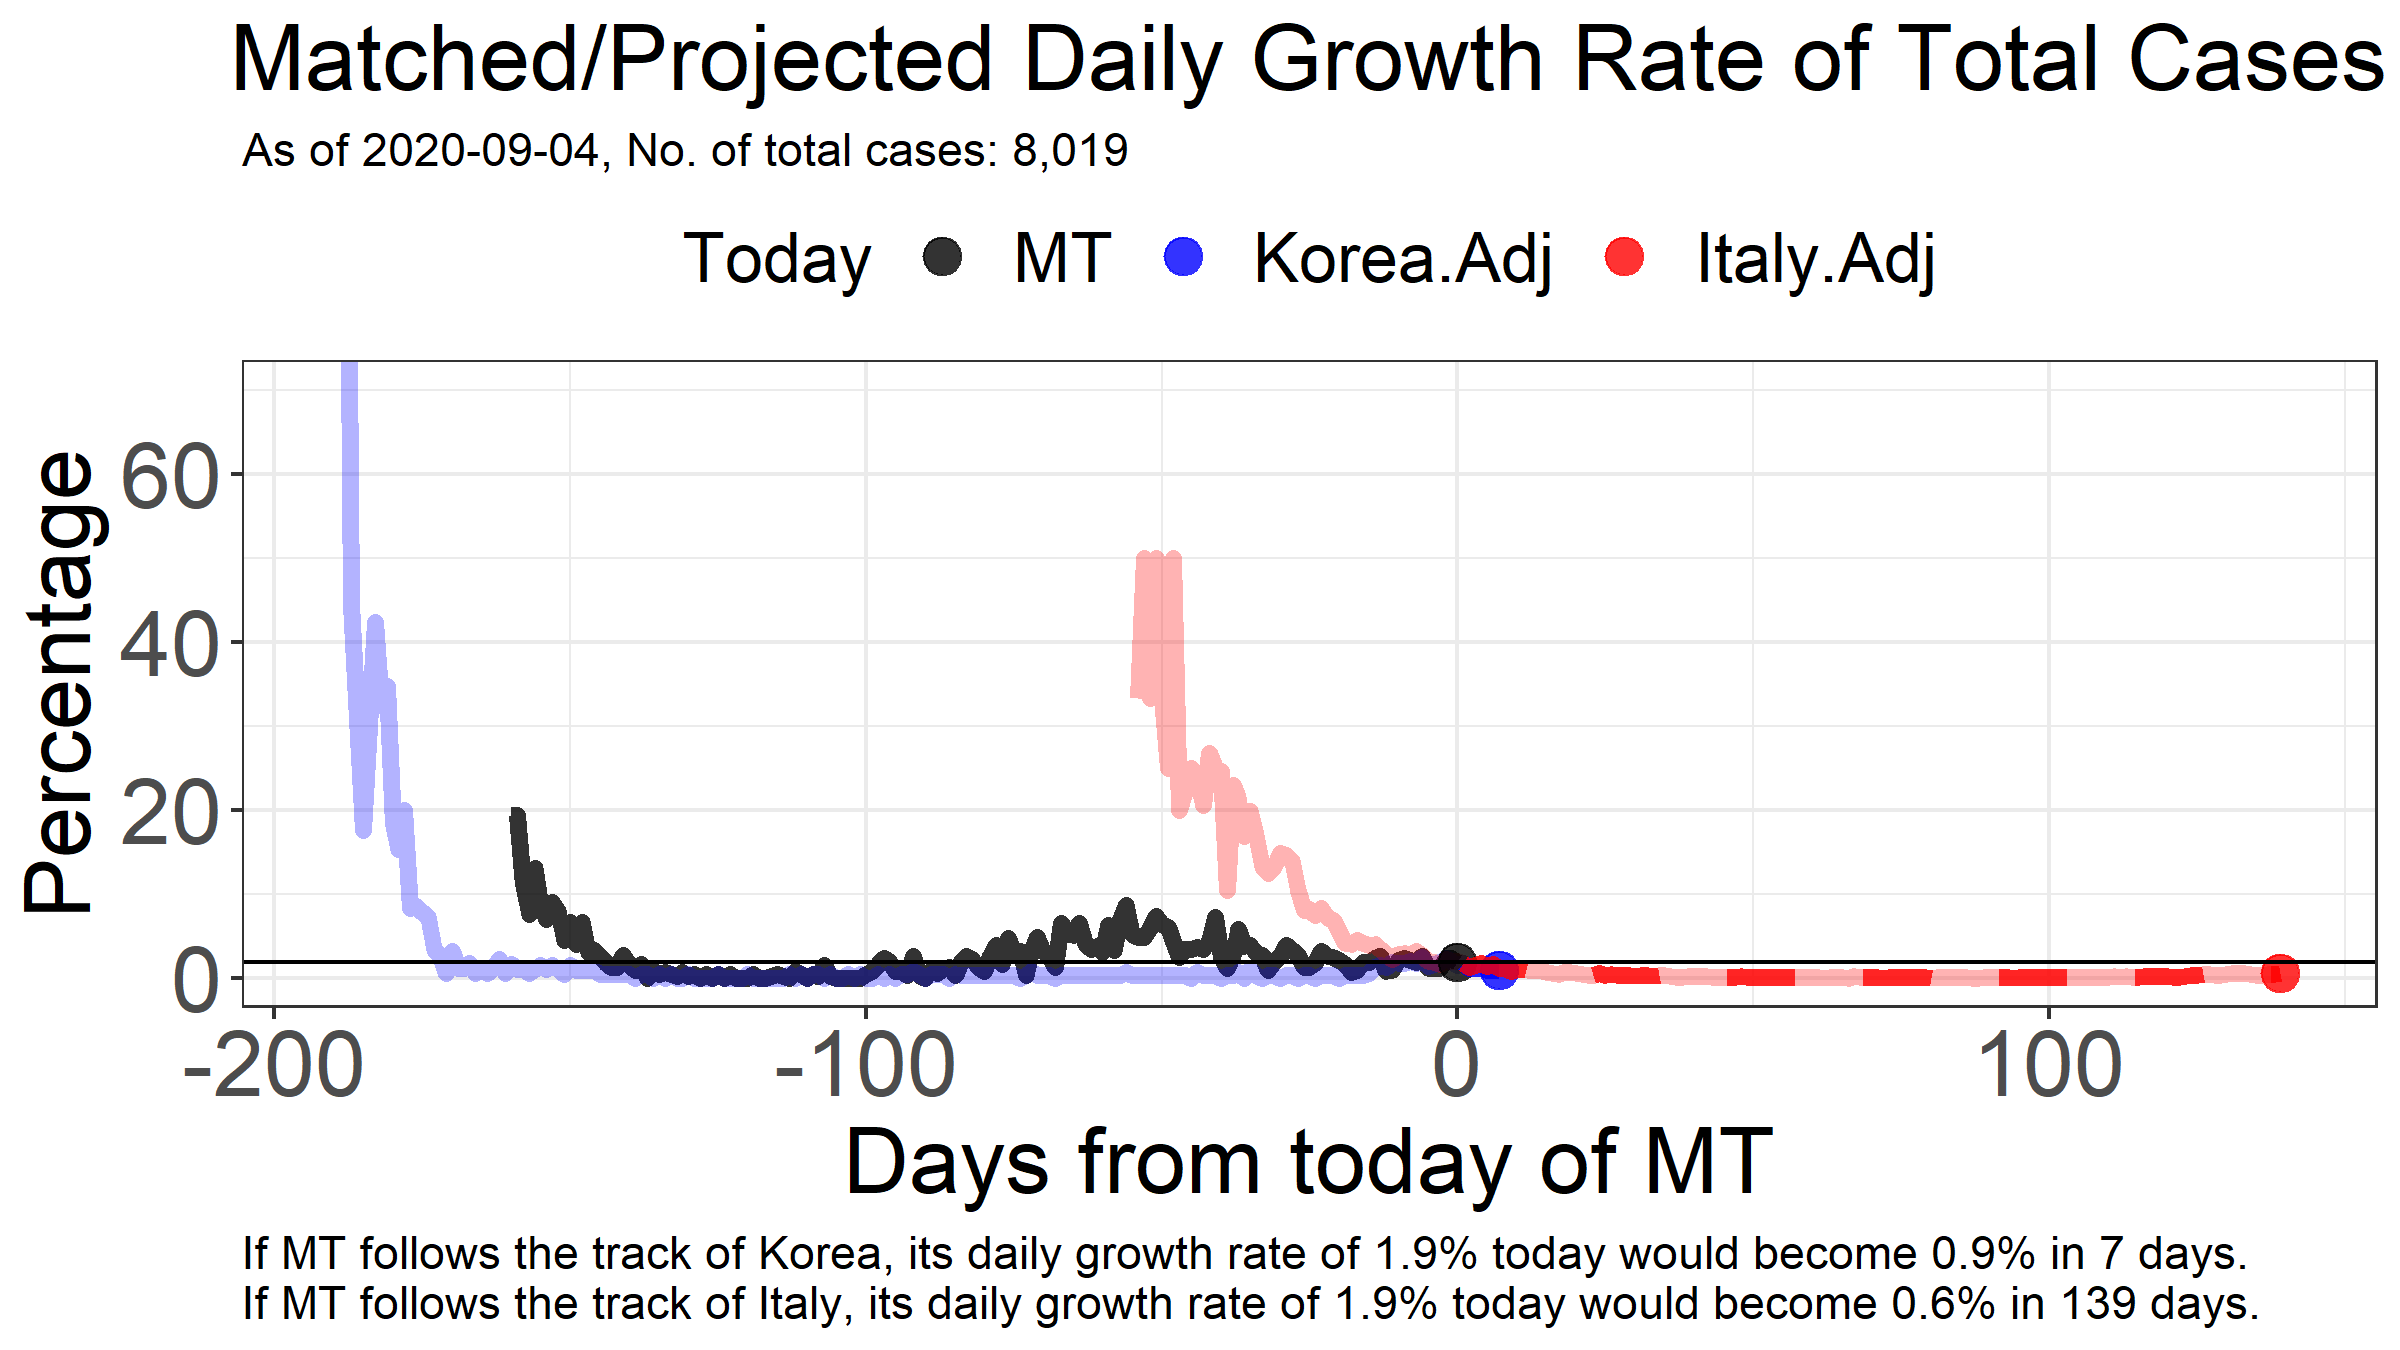 Matched/Projected Daily Growth Rate of Total Cases
As of 2020-09-04, No. of total cases: 8,019
Today MT Korea.Adj Italy.Adj
Percentage
60
40
20
0
-200 -100 0 100
Days from today of MT
If MT follows the track of Korea, its daily growth rate of 1.9% today would become 0.9% in 7 days.
If MT follows the track of Italy, its daily growth rate of 1.9% today would become 0.6% in 139 days.